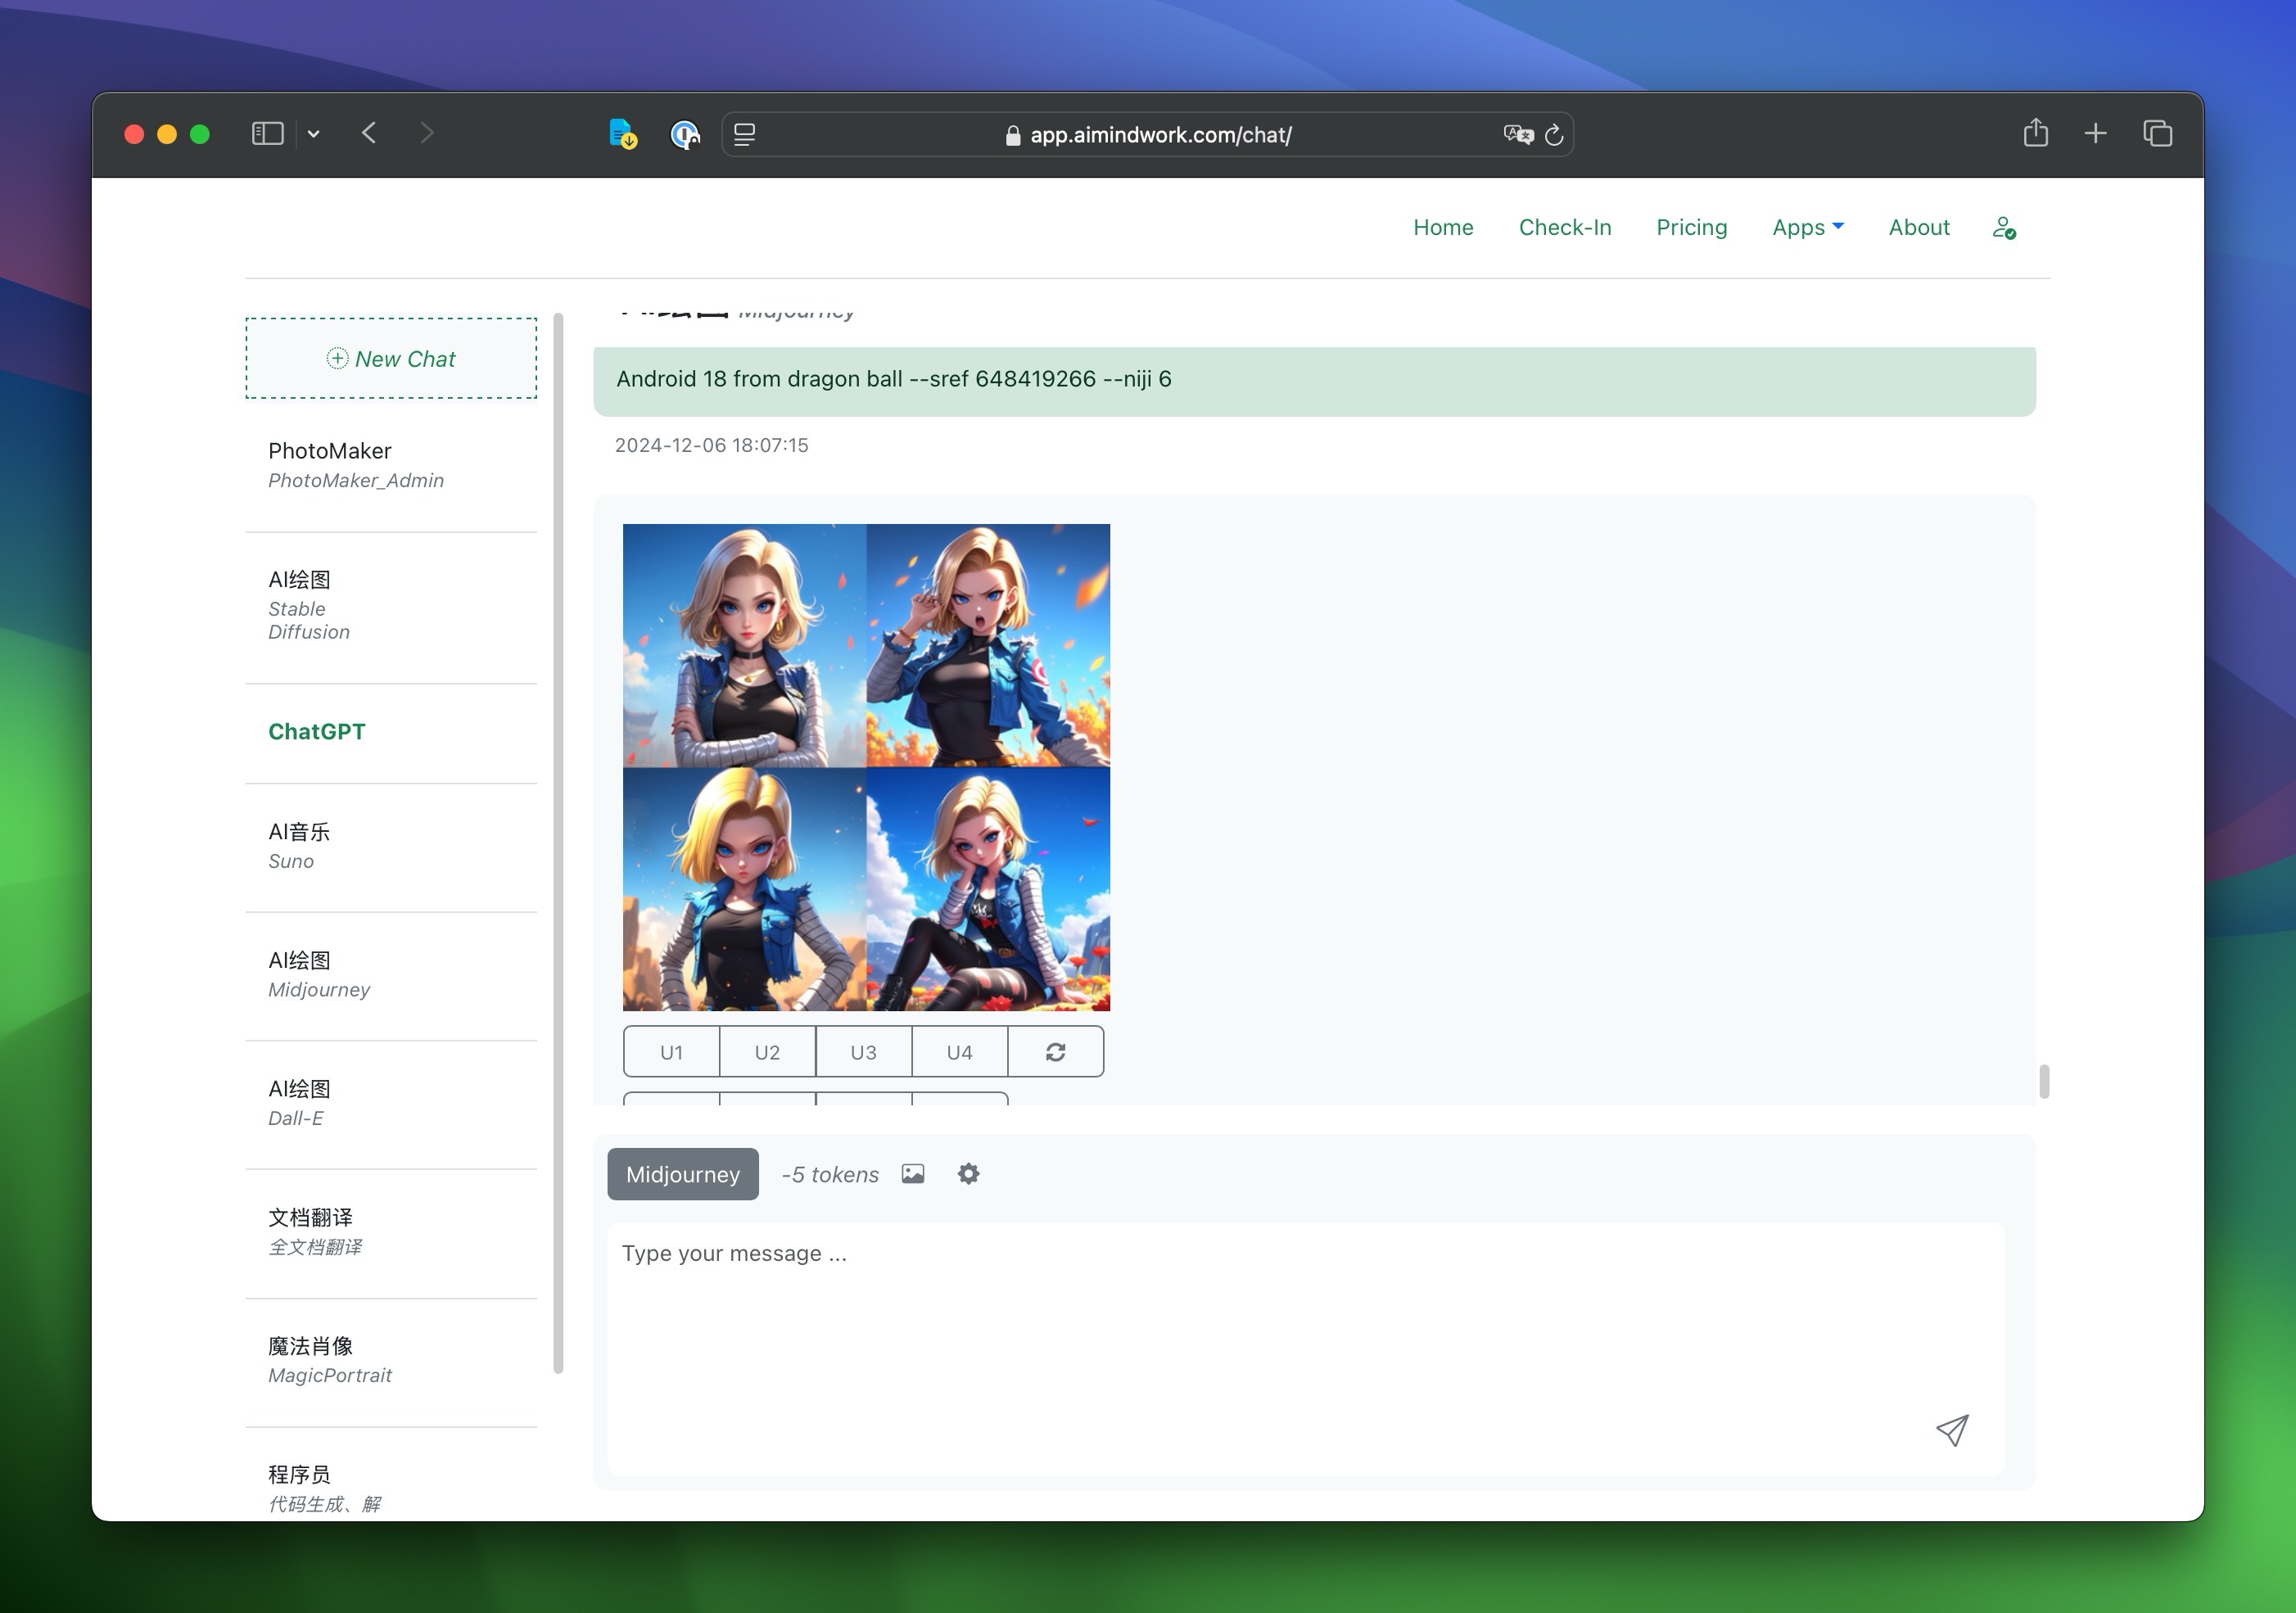 app.aimindwork.com/chat/
Home
Check-In
Pricing
Apps
About
New Chat
PhotoMaker
PhotoMaker_Admin
AI绘图
Stable
Diffusion
ChatGPT
AI音乐
Suno
AI绘图
Midjourney
AI绘图
Dall-E
文档翻译
全文档翻译
魔法肖像
MagicPortrait
程序员
代码生成、解
AI绘图 Midjourney
Android 18 from dragon ball --sref 648419266 --niji 6
2024-12-06 18:07:15
U1
U2
U3
U4
Midjourney
-5 tokens
Type your message ...